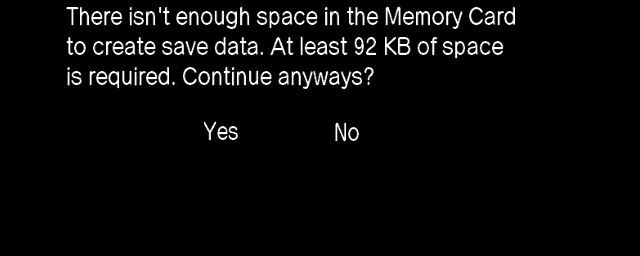 There isn't enough space in the Memory Card
to create save data. At least 92 KB of space
is required. Continue anyways?
Yes No